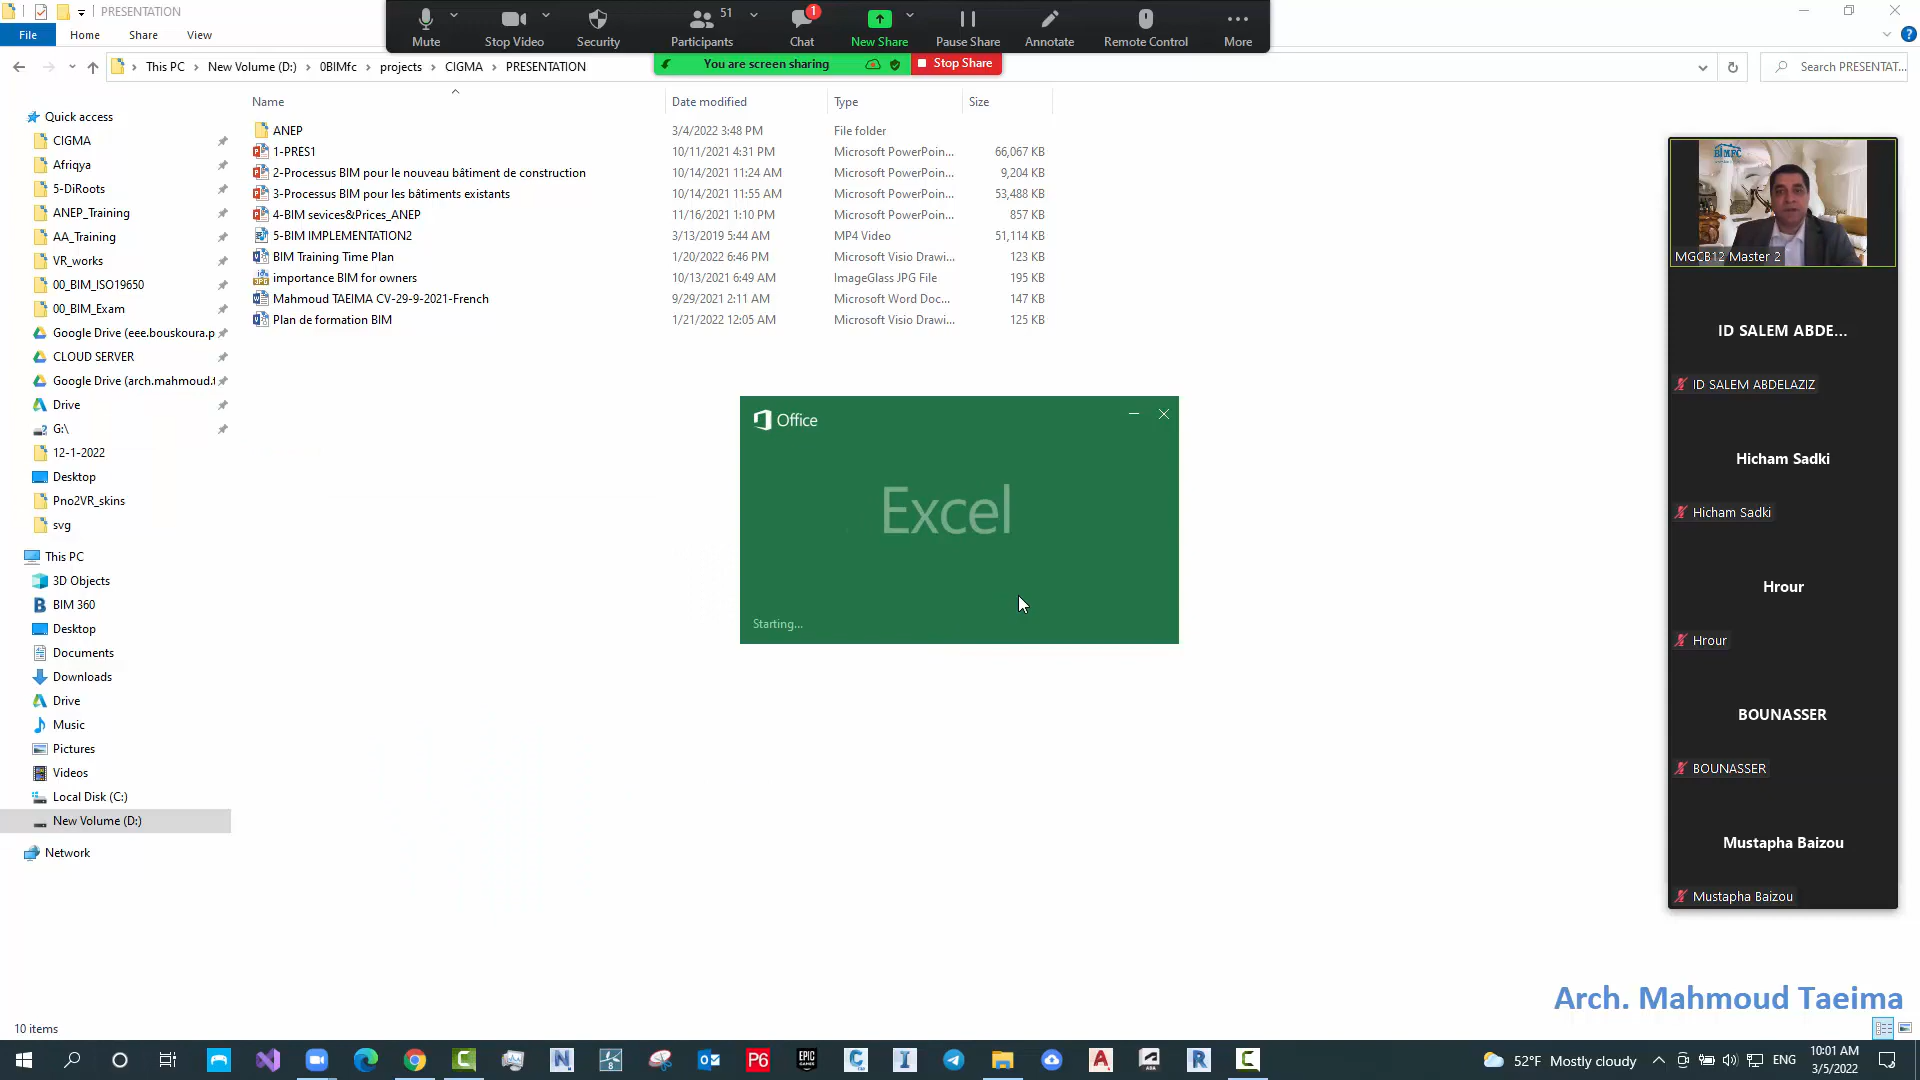 PRESENTATION
File Home Share View
This PC New Volume (D:) 0BIMfc projects CIGMA PRESENTATION
Search PRESENTAT...
Mute Stop Video Security Participants 51 Chat 1 New Share Pause Share Annotate Remote Control More
You are screen sharing Stop Share
Name Date modified Type Size
ANEP 3/4/2022 3:48 PM File folder
1-PRES1 10/11/2021 4:31 PM Microsoft PowerPoin... 66,067 KB
2-Processus BIM pour le nouveau bâtiment de construction 10/14/2021 11:24 AM Microsoft PowerPoin... 9,204 KB
3-Processus BIM pour les bâtiments existants 10/14/2021 11:55 AM Microsoft PowerPoin... 53,488 KB
4-BIM sevices&Prices_ANEP 11/16/2021 1:10 PM Microsoft PowerPoin... 857 KB
5-BIM IMPLEMENTATION2 3/13/2019 5:44 AM MP4 Video 51,114 KB
BIM Training Time Plan 1/20/2022 6:46 PM Microsoft Visio Drawi... 123 KB
importance BIM for owners 10/13/2021 6:49 AM ImageGlass JPG File 195 KB
Mahmoud TAEIMA CV-29-9-2021-French 9/29/2021 2:11 AM Microsoft Word Doc... 147 KB
Plan de formation BIM 1/21/2022 12:05 AM Microsoft Visio Drawi... 125 KB
Quick access
CIGMA
Afriqya
5-DiRoots
ANEP_Training
AA_Training
VR_works
00_BIM_ISO19650
00_BIM_Exam
Google Drive (eee.bouskoura.p
CLOUD SERVER
Google Drive (arch.mahmoud.t
Drive
G:\
12-1-2022
Desktop
Pno2VR_skins
svg
This PC
3D Objects
BIM 360
Desktop
Documents
Downloads
Drive
Music
Pictures
Videos
Local Disk (C:)
New Volume (D:)
Network
10 items
Office
Excel
Starting...
BIMFC
MGCB12 Master 2
ID SALEM ABDE...
ID SALEM ABDELAZIZ
Hicham Sadki
Hicham Sadki
Hrour
Hrour
BOUNASSER
BOUNASSER
Mustapha Baizou
Mustapha Baizou
Arch. Mahmoud Taeima
52°F Mostly cloudy ENG 10:01 AM
3/5/2022